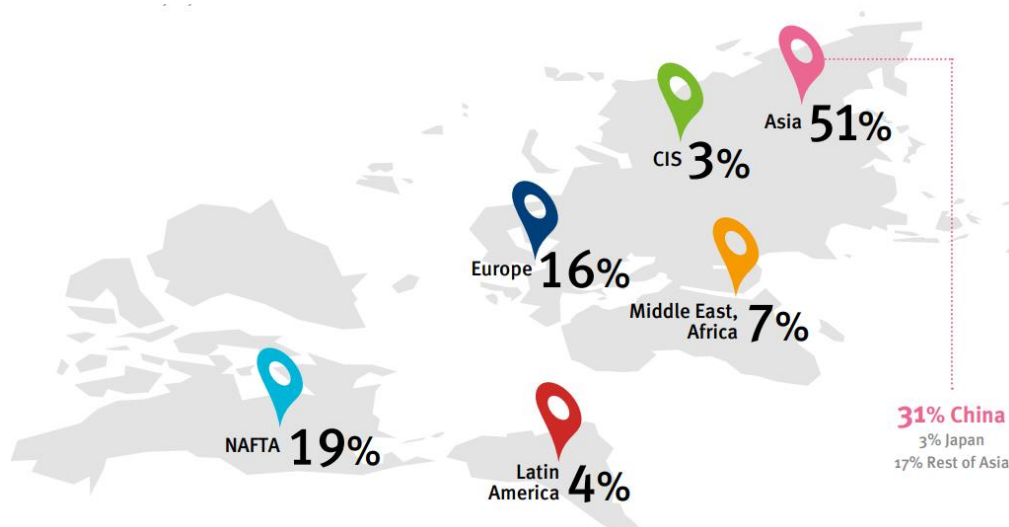 Asia 51%
CIS 3%
Europe 16%
Middle East,
Africa 7%
NAFTA 19%
Latin
America 4%
31% China
3% Japan
17% Rest of Asia